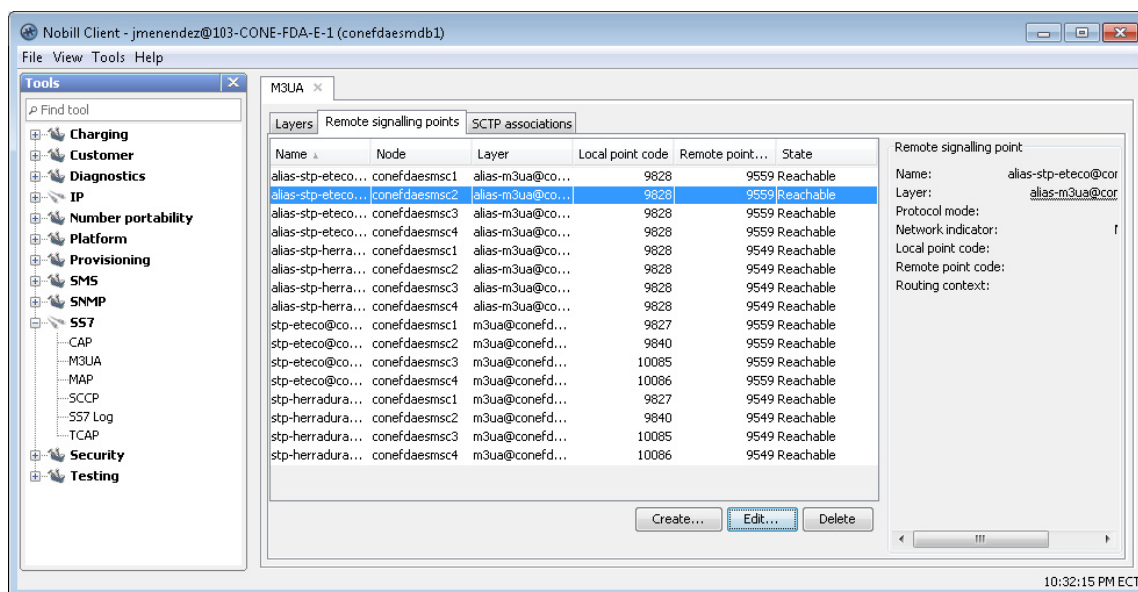 Nobill Client - jmenendez@103-CONE-FDA-E-1 (conefdaesmdb1)
File View Tools Help
Tools
Find tool
Charging
Customer
Diagnostics
IP
Number portability
Platform
Provisioning
SMS
SNMP
SS7
CAP
M3UA
MAP
SCCP
SS7 Log
TCAP
Security
Testing
M3UA
Layers Remote signalling points SCTP associations
Name Node Layer Local point code Remote point... State
alias-stp-eteco... conefdaesmsc1 alias-m3ua@co... 9828 9559 Reachable
alias-stp-eteco... conefdaesmsc2 alias-m3ua@co... 9828 9559 Reachable
alias-stp-eteco... conefdaesmsc3 alias-m3ua@co... 9828 9559 Reachable
alias-stp-eteco... conefdaesmsc4 alias-m3ua@co... 9828 9559 Reachable
alias-stp-herra... conefdaesmsc1 alias-m3ua@co... 9828 9549 Reachable
alias-stp-herra... conefdaesmsc2 alias-m3ua@co... 9828 9549 Reachable
alias-stp-herra... conefdaesmsc3 alias-m3ua@co... 9828 9549 Reachable
alias-stp-herra... conefdaesmsc4 alias-m3ua@co... 9828 9549 Reachable
stp-eteco@co... conefdaesmsc1 m3ua@conefd... 9827 9559 Reachable
stp-eteco@co... conefdaesmsc2 m3ua@conefd... 9840 9559 Reachable
stp-eteco@co... conefdaesmsc3 m3ua@conefd... 10085 9559 Reachable
stp-eteco@co... conefdaesmsc4 m3ua@conefd... 10086 9559 Reachable
stp-herradura... conefdaesmsc1 m3ua@conefd... 9827 9549 Reachable
stp-herradura... conefdaesmsc2 m3ua@conefd... 9840 9549 Reachable
stp-herradura... conefdaesmsc3 m3ua@conefd... 10085 9549 Reachable
stp-herradura... conefdaesmsc4 m3ua@conefd... 10086 9549 Reachable
Create... Edit... Delete
Remote signalling point
Name: alias-stp-eteco@cor
Layer: alias-m3ua@cor
Protocol mode:
Network indicator:
Local point code:
Remote point code:
Routing context:
10:32:15 PM ECT